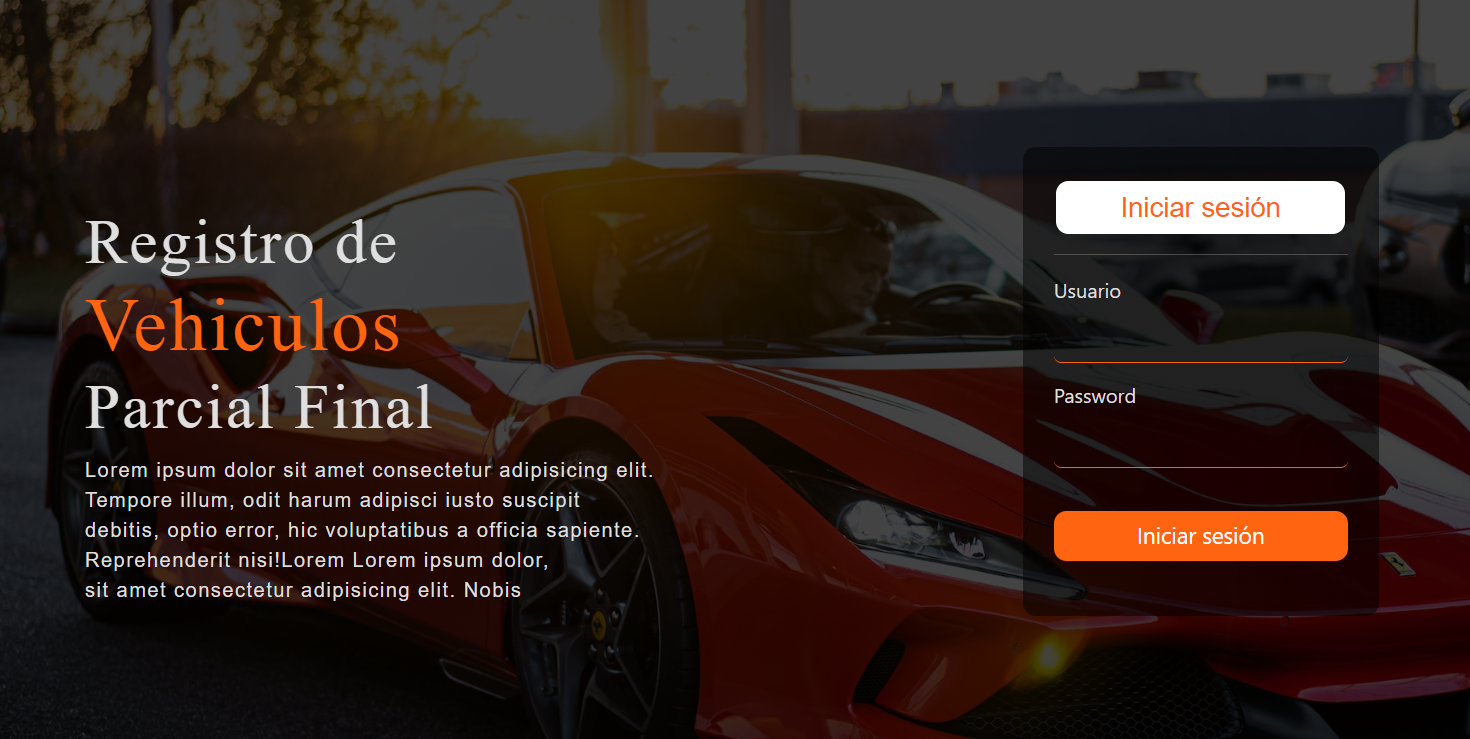 Registro de
Vehiculos
Parcial Final
Lorem ipsum dolor sit amet consectetur adipisicing elit.
Tempore illum, odit harum adipisci iusto suscipit
debitis, optio error, hic voluptatibus a officia sapiente.
Reprehenderit nisi!Lorem Lorem ipsum dolor,
sit amet consectetur adipisicing elit. Nobis
Iniciar sesión
Usuario
Password
Iniciar sesión